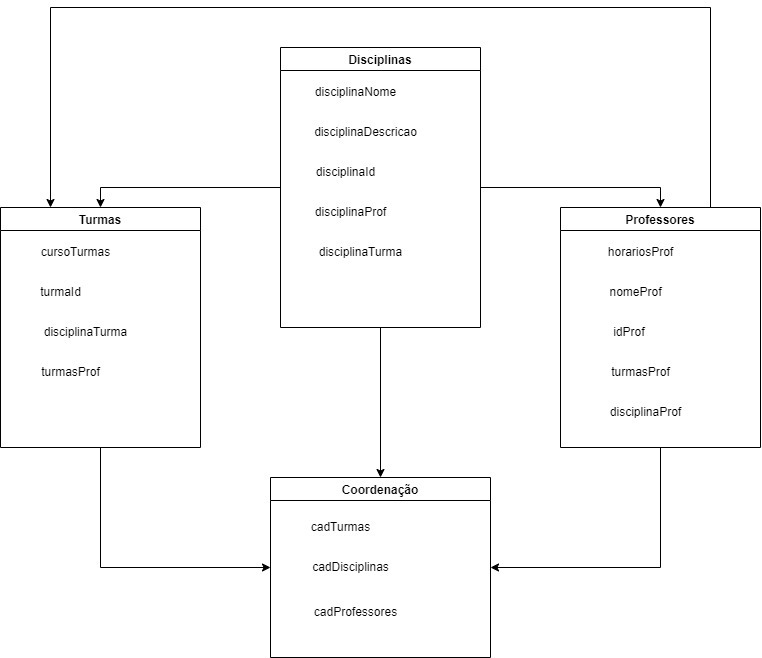 Disciplinas
disciplinaNome
disciplinaDescricao
disciplinaId
disciplinaProf
disciplinaTurma
Turmas
cursoTurmas
turmaId
disciplinaTurma
turmasProf
Professores
horariosProf
nomeProf
idProf
turmasProf
disciplinaProf
Coordenação
cadTurmas
cadDisciplinas
cadProfessores